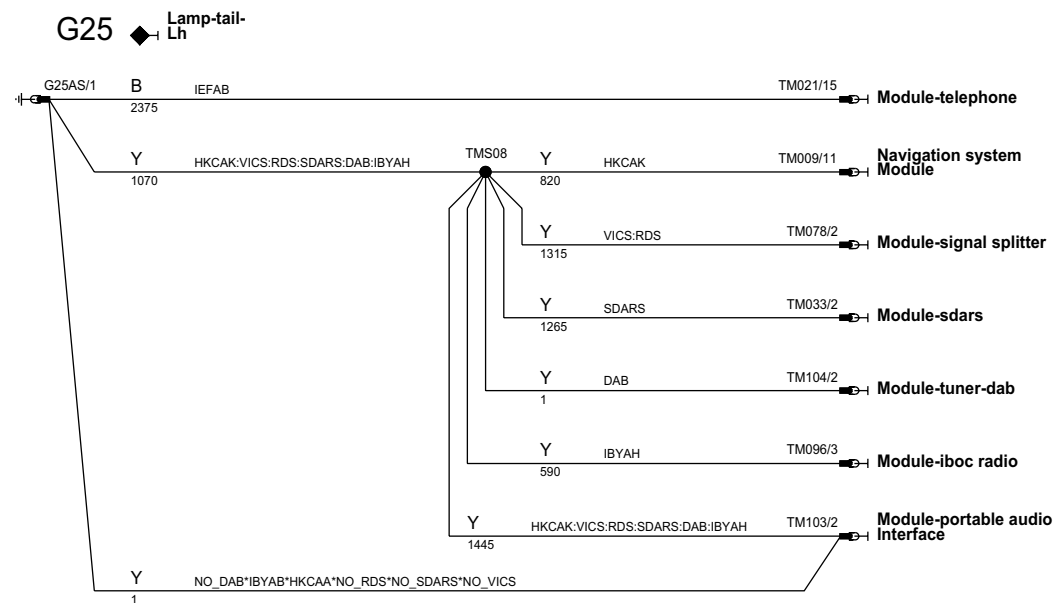 G25 Lamp-tail-
Lh
G25AS/1 B IEFAB TM021/15 Module-telephone
2375
Y HKCAK:VICS:RDS:SDARS:DAB:IBYAH TMS08 Y HKCAK TM009/11 Navigation system
Module
1070 820
Y VICS:RDS TM078/2 Module-signal splitter
1315
Y SDARS TM033/2 Module-sdars
1265
Y DAB TM104/2 Module-tuner-dab
1
Y IBYAH TM096/3 Module-iboc radio
590
Y HKCAK:VICS:RDS:SDARS:DAB:IBYAH TM103/2 Module-portable audio
Interface
1445
Y NO_DAB*IBYAB*HKCAA*NO_RDS*NO_SDARS*NO_VICS
1